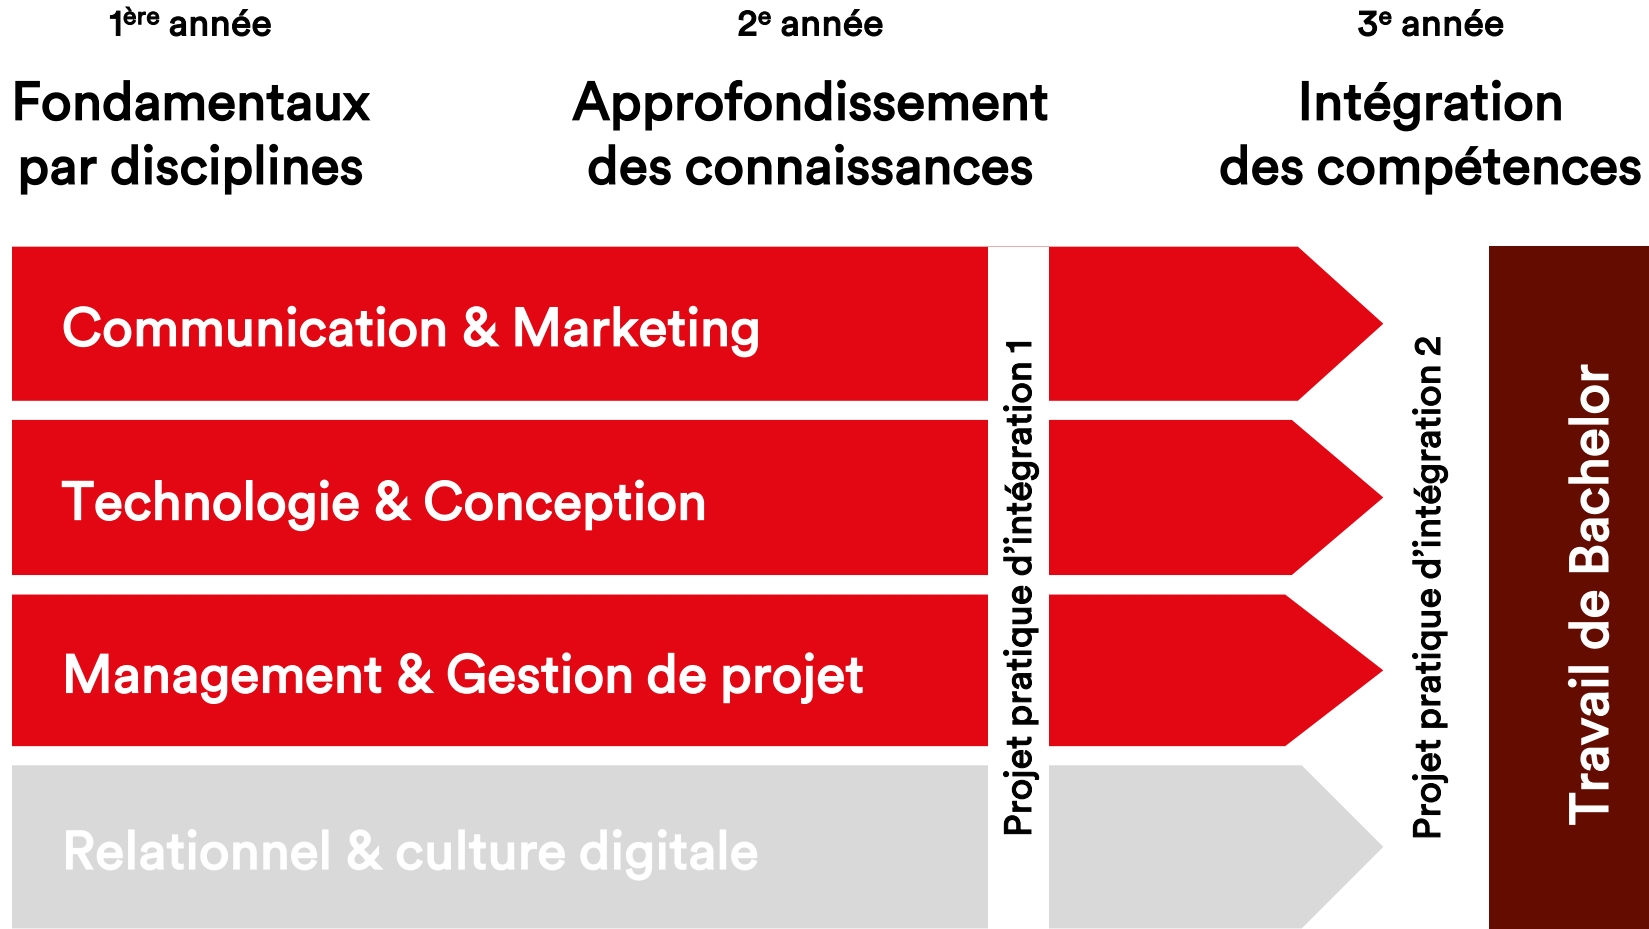 1ère année
Fondamentaux
par disciplines
2e année
Approfondissement
des connaissances
3e année
Intégration
des compétences
Communication & Marketing
Technologie & Conception
Management & Gestion de projet
Relationnel & culture digitale
Projet pratique d’intégration 1
Projet pratique d’intégration 2
Travail de Bachelor